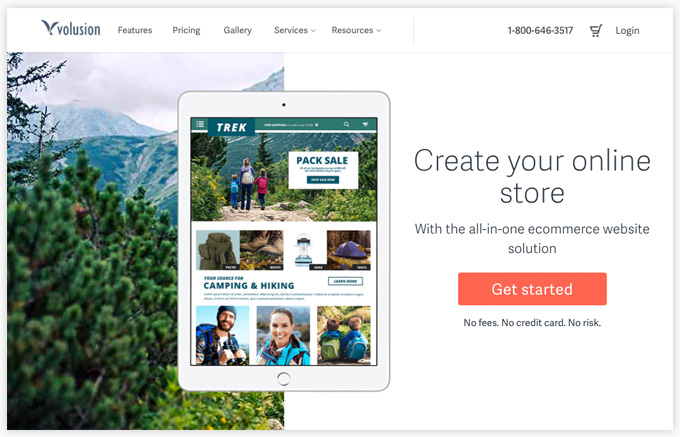 volusion Features Pricing Gallery Services Resources 1-800-646-3517 Login
TREK
PACK SALE
SHOP SALE NOW
PACKS BOOTS GEAR TENTS
YOUR SOURCE FOR
CAMPING & HIKING
LEARN MORE
Create your online
store
With the all-in-one ecommerce website
solution
Get started
No fees. No credit card. No risk.